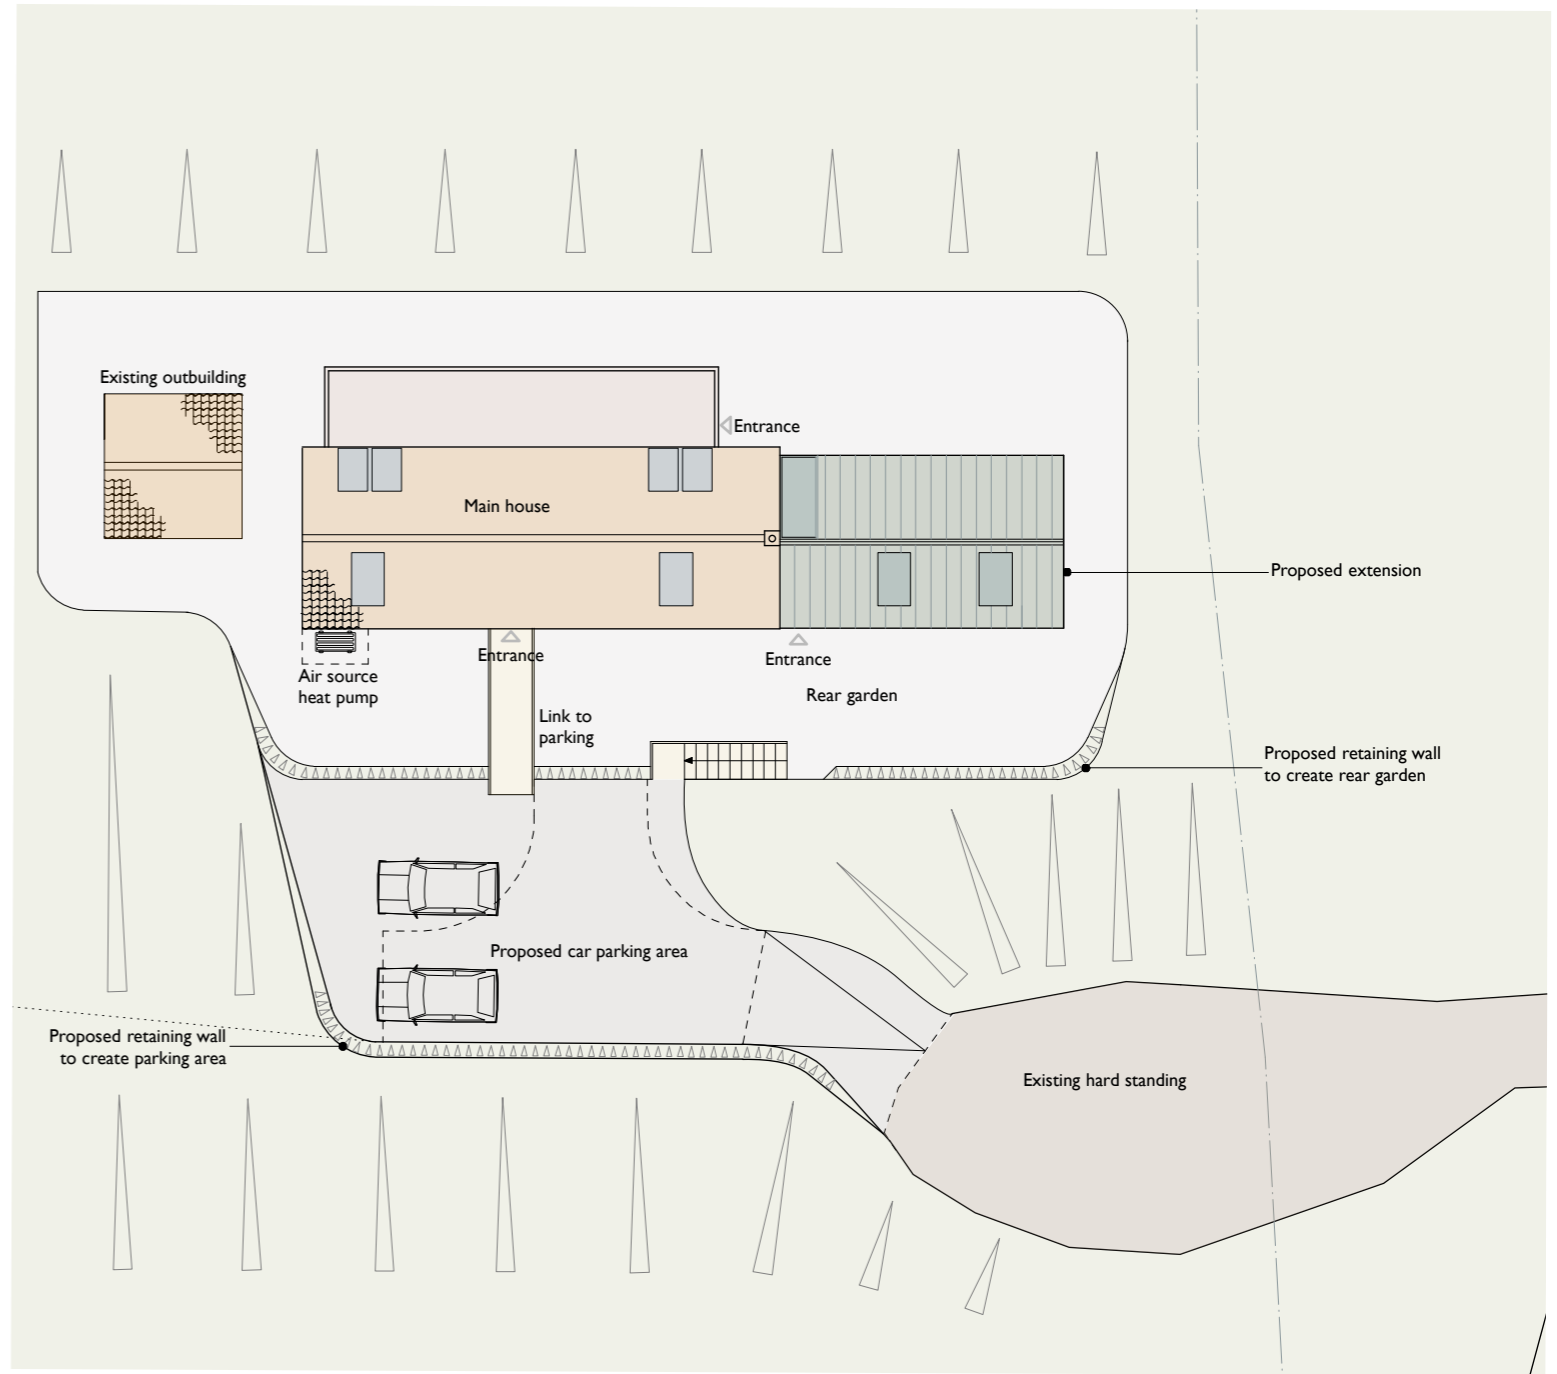 Existing outbuilding
Entrance
Main house
Proposed extension
Entrance
Entrance
Air source
heat pump
Rear garden
Link to
parking
Proposed retaining wall
to create rear garden
Proposed car parking area
Proposed retaining wall
to create parking area
Existing hard standing